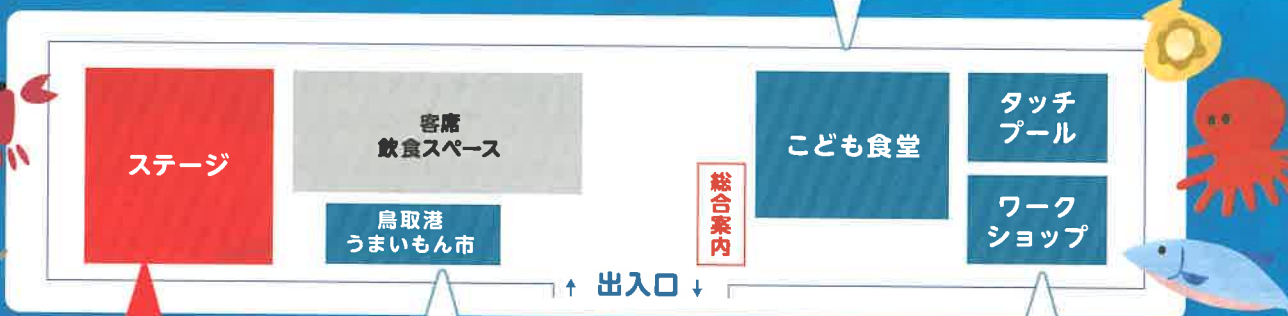 ステージ
客席
飲食スペース
鳥取港
うまいもん市
総合案内
こども食堂
タッチ
プール
ワーク
ショップ
↑ 出入口 ↓